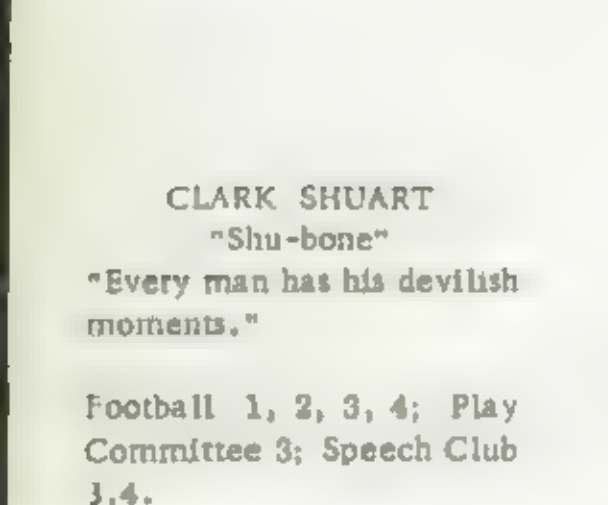 CLARK SHUART
"Shu-bone"
"Every man has his devilish
moments."
Football 1, 2, 3, 4; Play
Committee 3; Speech Club
3,4.